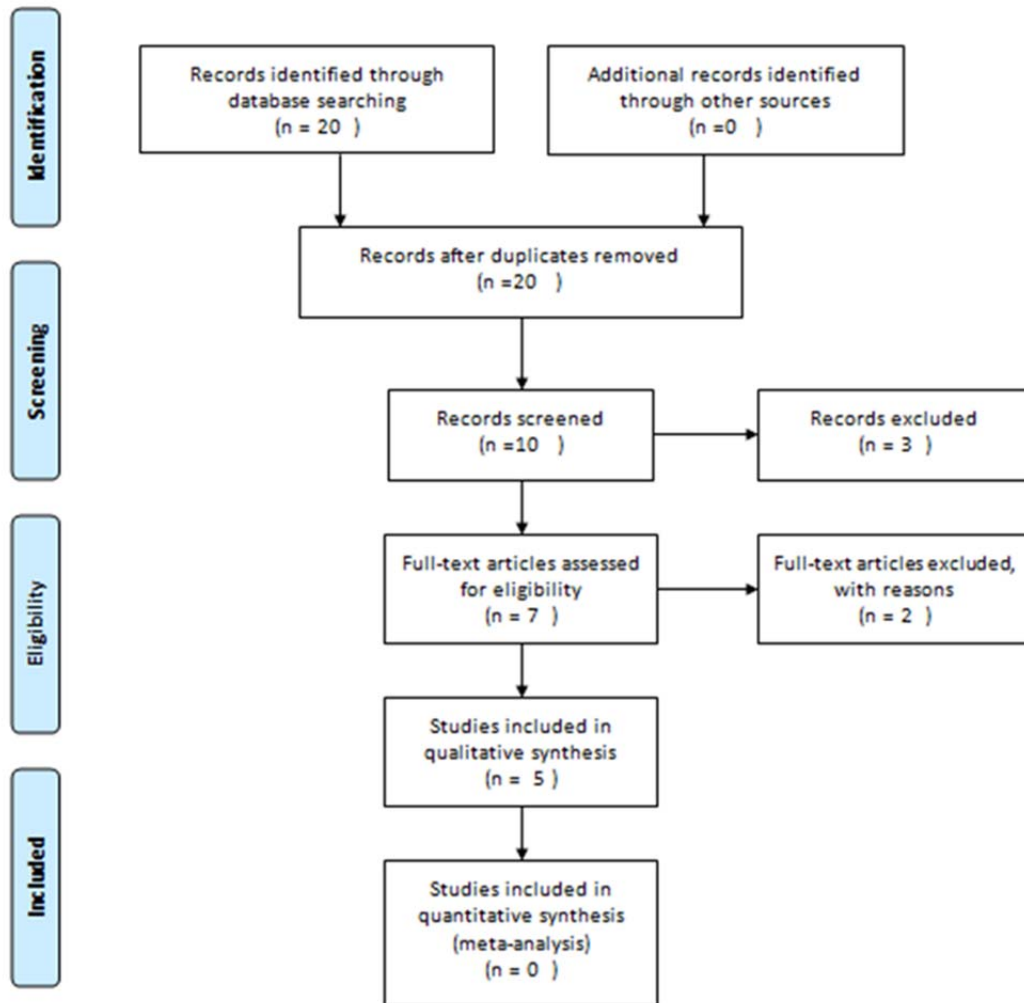 Identification
Records identified through
database searching
(n = 20  )
Additional records identified
through other sources
(n =0  )
Records after duplicates removed
(n =20  )
Screening
Records screened
(n =10  )
Records excluded
(n = 3  )
Eligibility
Full-text articles assessed
for eligibility
(n = 7  )
Full-text articles excluded,
with reasons
(n = 2  )
Studies included in
qualitative synthesis
(n =  5 )
Included
Studies included in
quantitative synthesis
(meta-analysis)
(n = 0  )